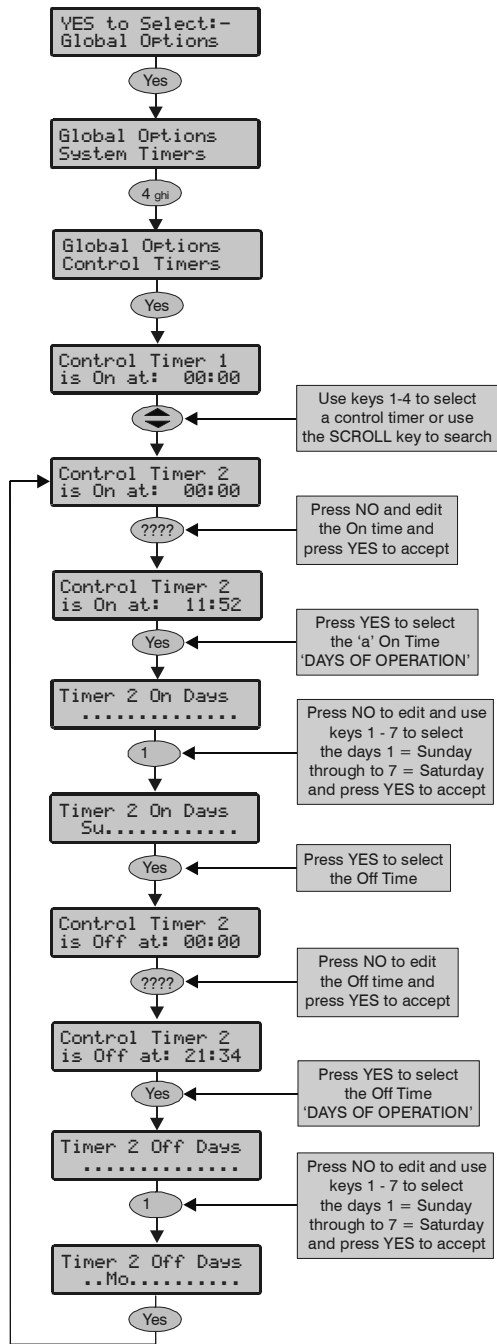 YES to Select:-
Global Options
Yes
Global Options
System Timers
4 ghi
Global Options
Control Timers
Yes
Control Timer 1
is On at: 00:00
Use keys 1-4 to select
a control timer or use
the SCROLL key to search
Control Timer 2
is On at: 00:00
Press NO and edit
the On time and
press YES to accept
????
Control Timer 2
is On at: 11:52
Press YES to select
the ‘a’ On Time
‘DAYS OF OPERATION’
Yes
Timer 2 On Days
..............
Press NO to edit and use
keys 1 - 7 to select
the days 1 = Sunday
through to 7 = Saturday
and press YES to accept
1
Timer 2 On Days
Su............
Yes
Press YES to select
the Off Time
Control Timer 2
is Off at: 00:00
????
Press NO to edit
the Off time and
press YES to accept
Control Timer 2
is Off at: 21:34
Yes
Press YES to select
the Off Time
‘DAYS OF OPERATION’
Timer 2 Off Days
..............
1
Press NO to edit and use
keys 1 - 7 to select
the days 1 = Sunday
through to 7 = Saturday
and press YES to accept
Timer 2 Off Days
..Mo..........
Yes